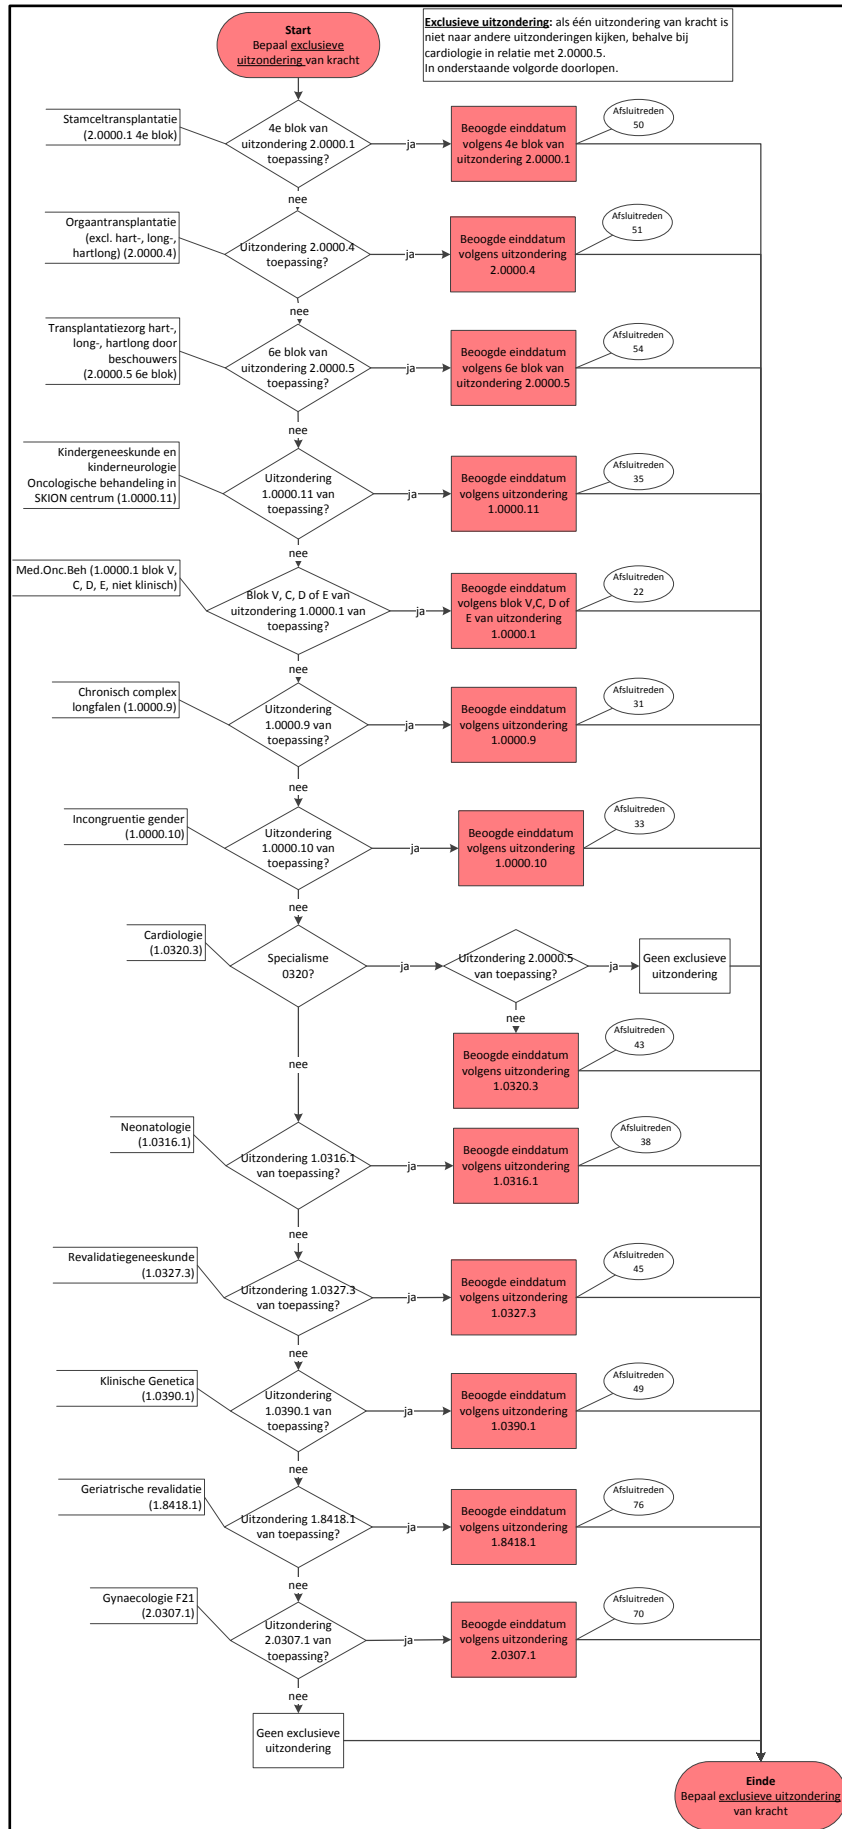 Start
Bepaal exclusieve
uitzondering van kracht
Exclusieve uitzondering: als één uitzondering van kracht is
niet naar andere uitzonderingen kijken, behalve bij
cardiologie in relatie met 2.0000.5.
In onderstaande volgorde doorlopen.
Stamceltransplantatie
(2.0000.1 4e blok)
4e blok van
uitzondering 2.0000.1
toepassing?
ja
Beoogde einddatum
volgens 4e blok van
uitzondering 2.0000.1
Afsluitreden
50
nee
Orgaantransplantatie
(excl. hart-, long-,
hartlong) (2.0000.4)
Uitzondering 2.0000.4
toepassing?
ja
Beoogde einddatum
volgens uitzondering
2.0000.4
Afsluitreden
51
nee
Transplantatiezorg hart-,
long-, hartlong door
beschouwers
(2.0000.5 6e blok)
6e blok van
uitzondering 2.0000.5
toepassing?
ja
Beoogde einddatum
volgens 6e blok van
uitzondering 2.0000.5
Afsluitreden
54
nee
Kindergeneeskunde en
kinderneurologie
Oncologische behandeling in
SKION centrum (1.0000.11)
Uitzondering
1.0000.11 van
toepassing?
ja
Beoogde einddatum
volgens uitzondering
1.0000.11
Afsluitreden
35
nee
Med.Onc.Beh (1.0000.1 blok V,
C, D, E, niet klinisch)
Blok V, C, D of E van
uitzondering 1.0000.1 van
toepassing?
ja
Beoogde einddatum
volgens blok V,C, D of
E van uitzondering
1.0000.1
Afsluitreden
22
nee
Chronisch complex
longfalen (1.0000.9)
Uitzondering
1.0000.9 van
toepassing?
ja
Beoogde einddatum
volgens uitzondering
1.0000.9
Afsluitreden
31
nee
Incongruentie gender
(1.0000.10)
Uitzondering
1.0000.10 van
toepassing?
ja
Beoogde einddatum
volgens uitzondering
1.0000.10
Afsluitreden
33
nee
Cardiologie
(1.0320.3)
Specialisme
0320?
ja
Uitzondering 2.0000.5
van toepassing?
ja
Geen exclusieve
uitzondering
nee
Beoogde einddatum
volgens uitzondering
1.0320.3
Afsluitreden
43
nee
Neonatologie
(1.0316.1)
Uitzondering 1.0316.1
van toepassing?
ja
Beoogde einddatum
volgens uitzondering
1.0316.1
Afsluitreden
38
nee
Revalidatiegeneeskunde
(1.0327.3)
Uitzondering 1.0327.3
van toepassing?
ja
Beoogde einddatum
volgens uitzondering
1.0327.3
Afsluitreden
45
nee
Klinische Genetica
(1.0390.1)
Uitzondering
1.0390.1 van
toepassing?
ja
Beoogde einddatum
volgens uitzondering
1.0390.1
Afsluitreden
49
nee
Geriatrische revalidatie
(1.8418.1)
Uitzondering 1.8418.1
van toepassing?
ja
Beoogde einddatum
volgens uitzondering
1.8418.1
Afsluitreden
76
nee
Gynaecologie F21
(2.0307.1)
Uitzondering
2.0307.1 van
toepassing?
ja
Beoogde einddatum
volgens uitzondering
2.0307.1
Afsluitreden
70
nee
Geen exclusieve
uitzondering
Einde
Bepaal exclusieve uitzondering
van kracht